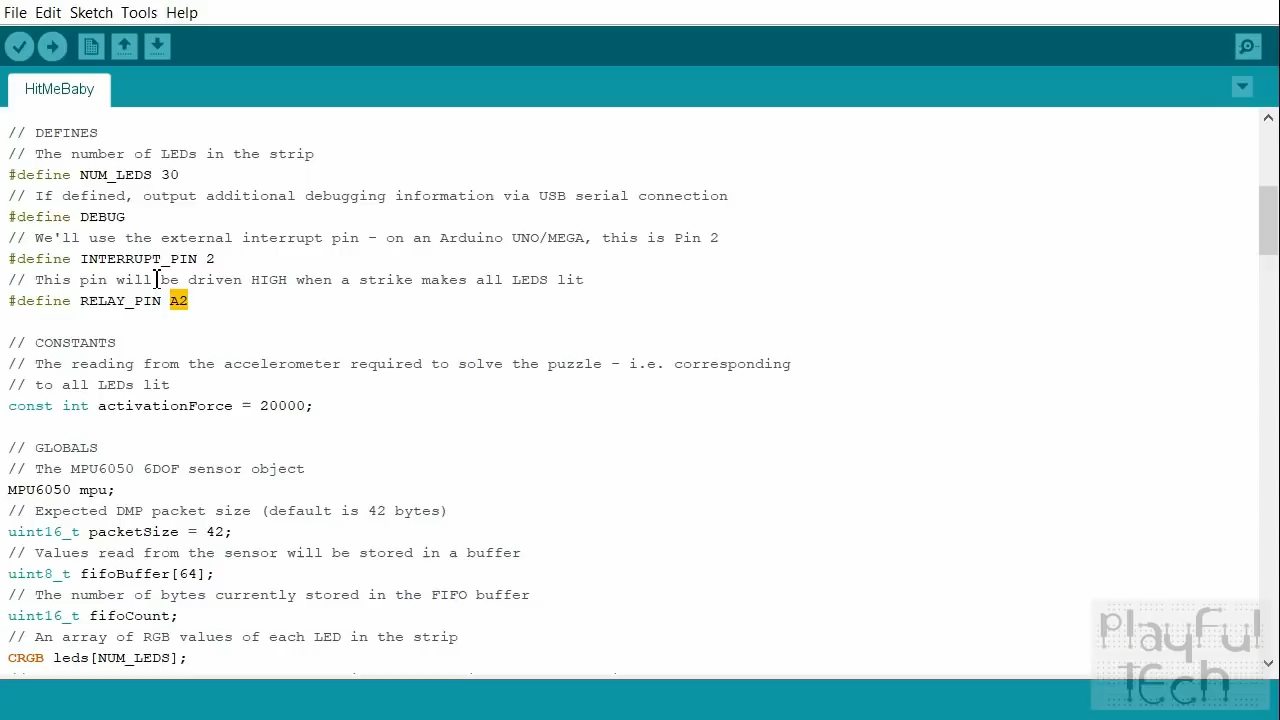 File Edit Sketch Tools Help
HitMeBaby
// DEFINES
// The number of LEDs in the strip
#define NUM_LEDS 30
// If defined, output additional debugging information via USB serial connection
#define DEBUG
// We'll use the external interrupt pin - on an Arduino UNO/MEGA, this is Pin 2
#define INTERRUPT_PIN 2
// This pin will be driven HIGH when a strike makes all LEDS lit
#define RELAY_PIN A2
// CONSTANTS
// The reading from the accelerometer required to solve the puzzle - i.e. corresponding
// to all LEDs lit
const int activationForce = 20000;
// GLOBALS
// The MPU6050 6DOF sensor object
MPU6050 mpu;
// Expected DMP packet size (default is 42 bytes)
uint16_t packetSize = 42;
// Values read from the sensor will be stored in a buffer
uint8_t fifoBuffer[64];
// The number of bytes currently stored in the FIFO buffer
uint16_t fifoCount;
// An array of RGB values of each LED in the strip
CRGB leds[NUM_LEDS];
playful
tech